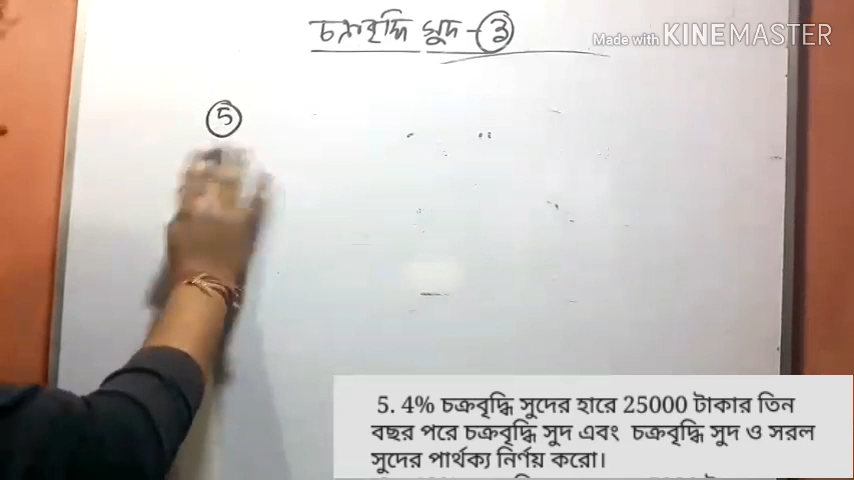 চক্রবৃদ্ধি সুদ - ③
Made with KINEMASTER
⑤
5. 4% চক্রবৃদ্ধি সুদের হারে 25000 টাকার তিন
বছর পরে চক্রবৃদ্ধি সুদ এবং চক্রবৃদ্ধি সুদ ও সরল
সুদের পার্থক্য নির্ণয় করো।